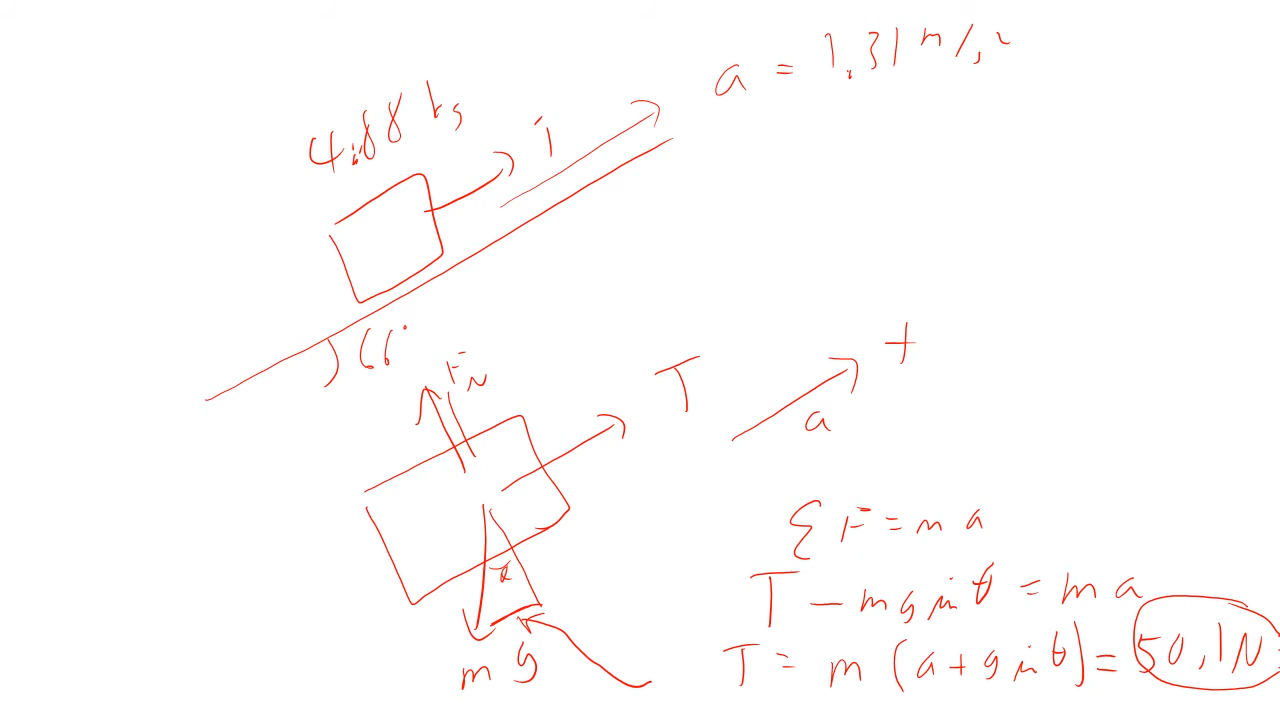 a = 1.31 m/s²
4.88 kg
T
66°
F_N
T
+
a
ΣF = ma
T - mg sin θ = ma
mg
T = m (a + g sin θ) = 50.1 N